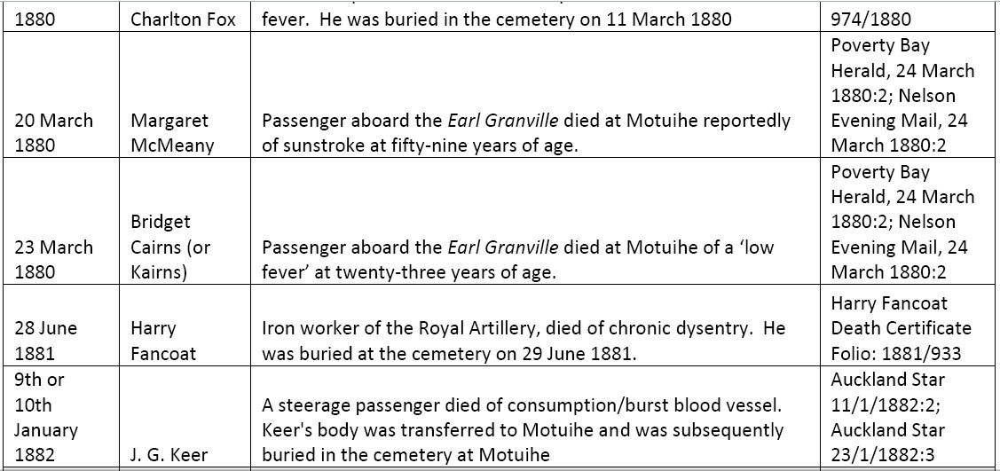 1880
Charlton Fox
fever. He was buried in the cemetery on 11 March 1880
974/1880
20 March
1880
Margaret
McMeany
Passenger aboard the Earl Granville died at Motuihe reportedly
of sunstroke at fifty-nine years of age.
Poverty Bay
Herald, 24 March
1880:2; Nelson
Evening Mail, 24
March 1880:2
23 March
1880
Bridget
Cairns (or
Kairns)
Passenger aboard the Earl Granville died at Motuihe of a ‘low
fever’ at twenty-three years of age.
Poverty Bay
Herald, 24 March
1880:2; Nelson
Evening Mail, 24
March 1880:2
28 June
1881
Harry
Fancoat
Iron worker of the Royal Artillery, died of chronic dysentry. He
was buried at the cemetery on 29 June 1881.
Harry Fancoat
Death Certificate
Folio: 1881/933
9th or
10th
January
1882
J. G. Keer
A steerage passenger died of consumption/burst blood vessel.
Keer's body was transferred to Motuihe and was subsequently
buried in the cemetery at Motuihe
Auckland Star
11/1/1882:2;
Auckland Star
23/1/1882:3